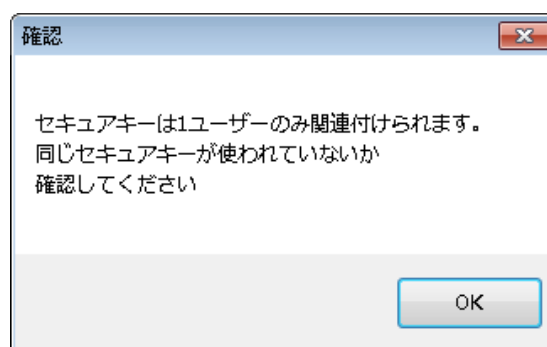 確認
セキュアキーは1ユーザーのみ関連付けられます。
同じセキュアキーが使われていないか
確認してください
OK